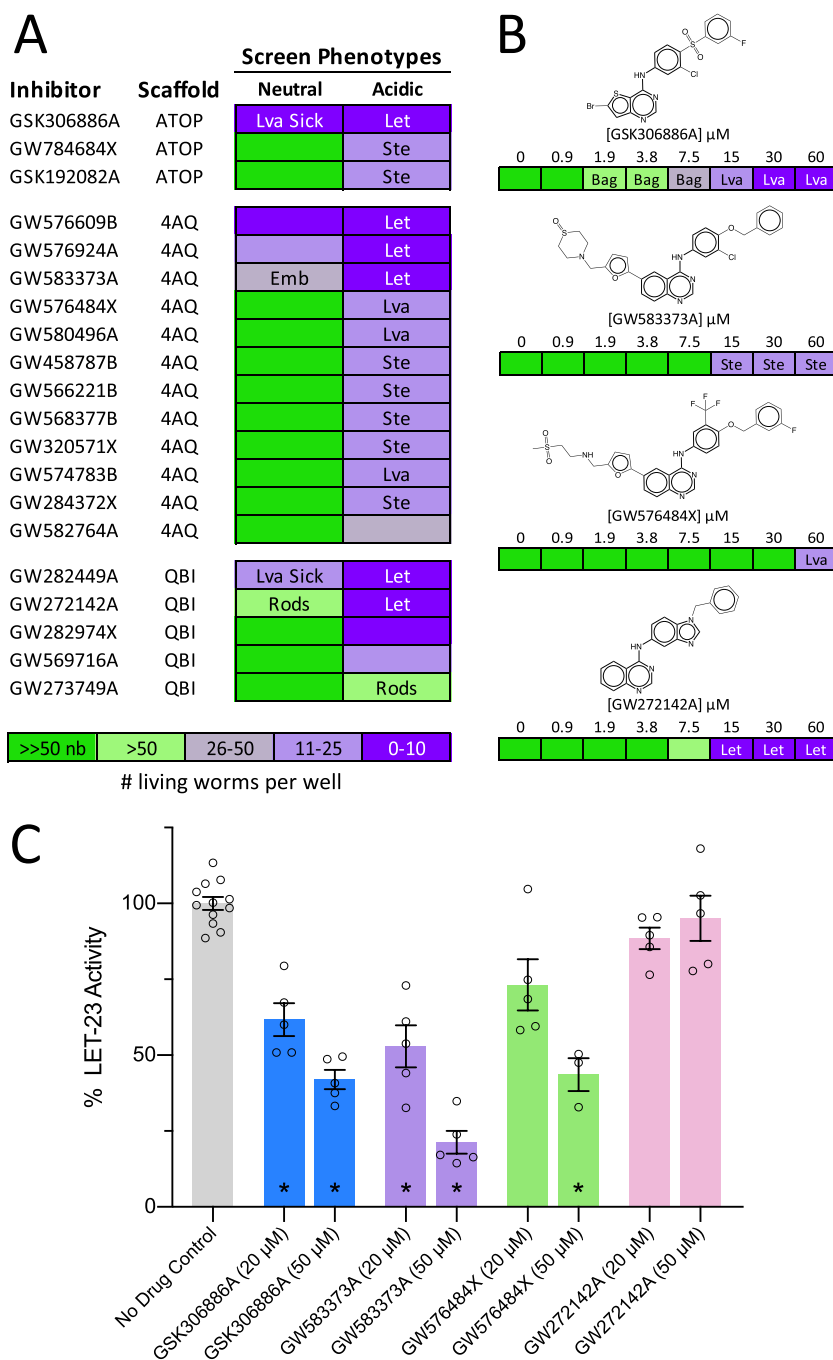 A
Screen Phenotypes
Inhibitor Scaffold Neutral Acidic
GSK306886A ATOP Lva Sick Let
GW784684X ATOP Ste
GSK192082A ATOP Ste
GW576609B 4AQ Let
GW576924A 4AQ Let
GW583373A 4AQ Emb Let
GW576484X 4AQ Lva
GW580496A 4AQ Lva
GW458787B 4AQ Ste
GW566221B 4AQ Ste
GW568377B 4AQ Ste
GW320571X 4AQ Ste
GW574783B 4AQ Lva
GW284372X 4AQ Ste
GW582764A 4AQ
GW282449A QBI Lva Sick Let
GW272142A QBI Rods Let
GW282974X QBI
GW569716A QBI
GW273749A QBI Rods
>>50 nb >50 26-50 11-25 0-10
# living worms per well
B
O O S F HN Cl S N N Br
[GSK306886A] μM
0 0.9 1.9 3.8 7.5 15 30 60
Bag Bag Bag Lva Lva Lva
O S N O HN O Cl N N
[GW583373A] μM
0 0.9 1.9 3.8 7.5 15 30 60
Ste Ste Ste
F F F O F O S O NH O HN N N
[GW576484X] μM
0 0.9 1.9 3.8 7.5 15 30 60
Lva
N N HN N N
[GW272142A] μM
0 0.9 1.9 3.8 7.5 15 30 60
Let Let Let
C
% LET-23 Activity
100
50
0
* * * * *
No Drug Control
GSK306886A (20 μM)
GSK306886A (50 μM)
GW583373A (20 μM)
GW583373A (50 μM)
GW576484X (20 μM)
GW576484X (50 μM)
GW272142A (20 μM)
GW272142A (50 μM)